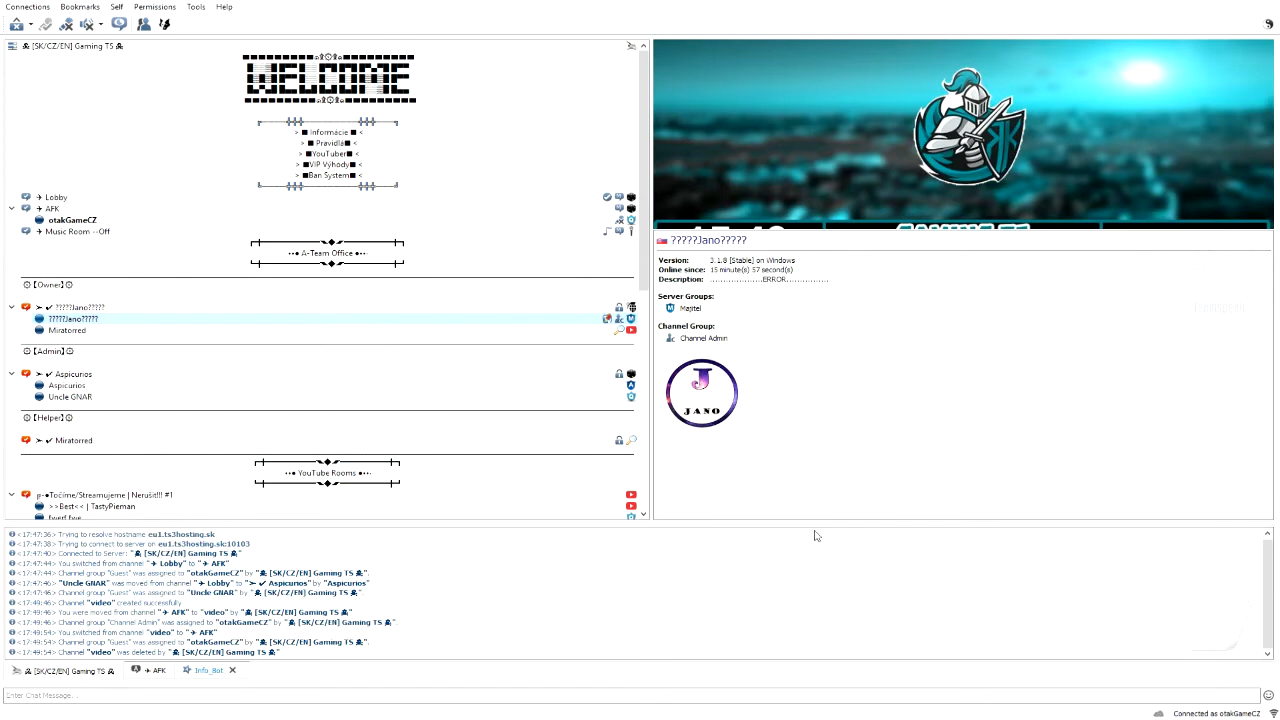 Connections Bookmarks Self Permissions Tools Help
[SK/CZ/EN] Gaming TS
WELCOME
> ■ Informácie ■ <
> ■ Pravidlá■ <
> ■YouTuber■ <
> ■VIP Výhody■ <
> ■Ban System■ <
Lobby
AFK
otakGameCZ
Music Room --Off
A-Team Office
【Owner】
?????Jano?????
?????Jano?????
Miratorred
【Admin】
Aspicurios
Aspicurios
Uncle GNAR
【Helper】
Miratorred
YouTube Rooms
Točíme/Streamujeme | Nerušit!!! #1
>>Best<< | TastyPieman
?????Jano?????
Version: 3.1.8 [Stable] on Windows
Online since: 15 minute(s) 57 second(s)
Description: ....................ERROR...............
Server Groups:
Majitel
Channel Group:
Channel Admin
J
JANO
<17:47:36> Trying to resolve hostname eu1.ts3hosting.sk
<17:47:40> Trying to connect to server on eu1.ts3hosting.sk:10103
<17:47:40> Connected to Server: "[SK/CZ/EN] Gaming TS"
<17:47:44> You switched from channel "✈ Lobby" to "✈ AFK"
<17:47:44> Channel group "Guest" was assigned to "otakGameCZ" by "[SK/CZ/EN] Gaming TS".
<17:47:46> "Uncle GNAR" was moved from channel "✈ Lobby" to "➣ ✔ Aspicurios" by "Aspicurios"
<17:47:46> Channel group "Guest" was assigned to "Uncle GNAR" by "[SK/CZ/EN] Gaming TS".
<17:49:46> Channel "video" created successfully
<17:49:46> You were moved from channel "✈ AFK" to "video" by "[SK/CZ/EN] Gaming TS"
<17:49:46> Channel group "Channel Admin" was assigned to "otakGameCZ" by "[SK/CZ/EN] Gaming TS".
<17:49:54> You switched from channel "video" to "✈ AFK"
<17:49:54> Channel group "Guest" was assigned to "otakGameCZ" by "[SK/CZ/EN] Gaming TS".
<17:49:54> Channel "video" was deleted by "[SK/CZ/EN] Gaming TS"
[SK/CZ/EN] Gaming TS AFK Info_Bot
Enter Chat Message...
Connected as otakGameCZ